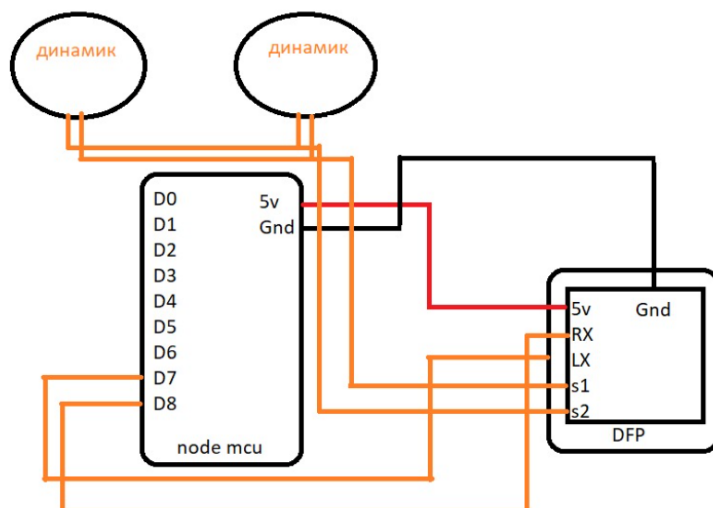 динамик
динамик
D0
D1
D2
D3
D4
D5
D6
D7
D8
5v
Gnd
node mcu
5v
Gnd
RX
LX
s1
s2
DFP